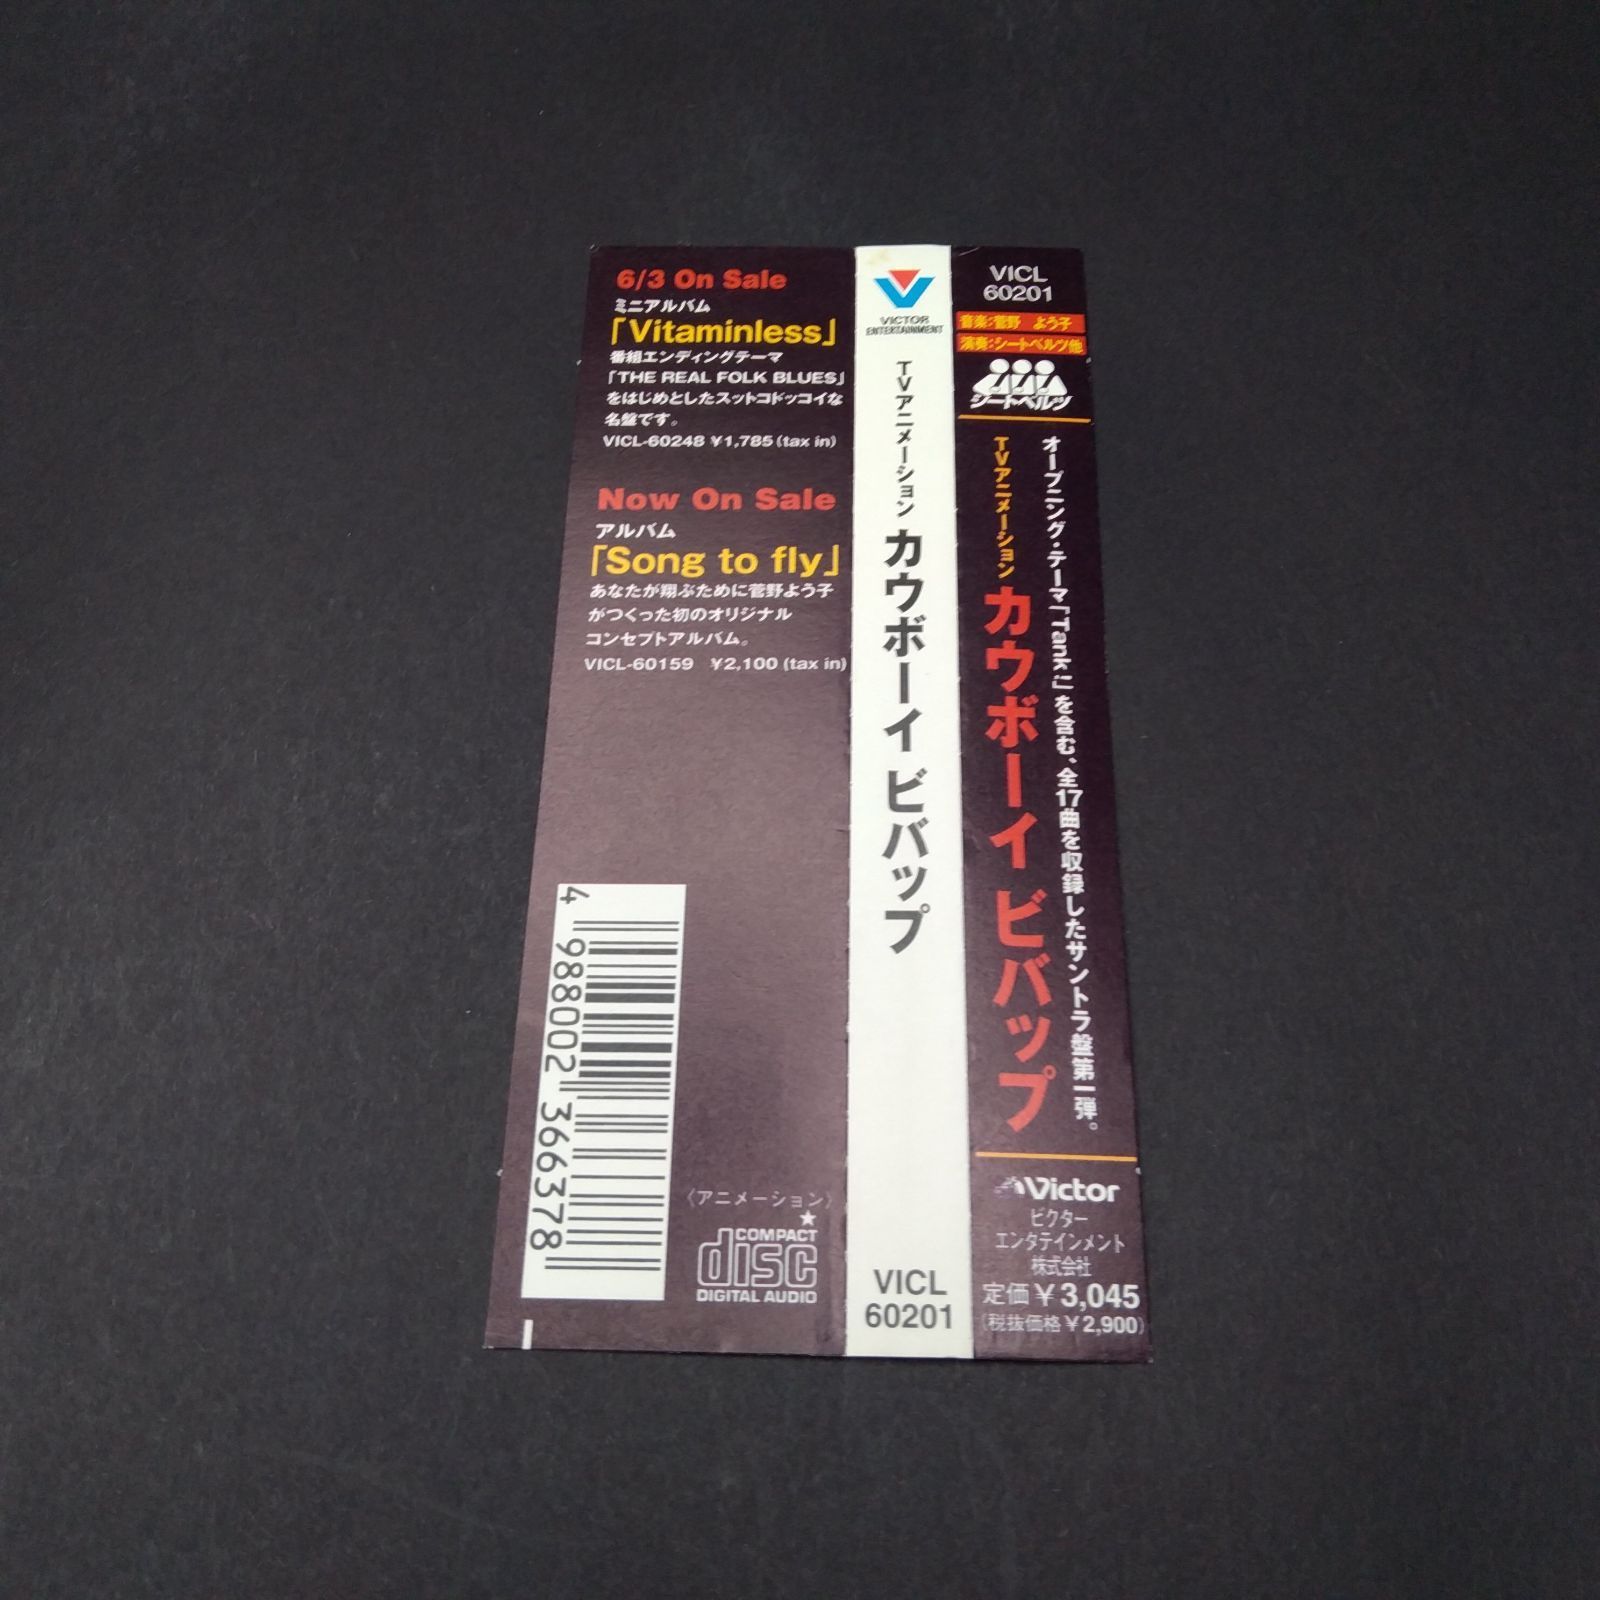 6/3 On Sale
ミニアルバム
「Vitaminless」
番組エンディングテーマ
「THE REAL FOLK BLUES」
をはじめとしたスットコドッコイな
名盤です。
VICL-60248 ¥1,785(tax in)
Now On Sale
アルバム
「Song to fly」
あなたが翔ぶために菅野よう子
がつくった初のオリジナル
コンセプトアルバム。
VICL-60159 ¥2,100(tax in)
4 988002 366378
〈アニメーション〉
★
COMPACT
disc
DIGITAL AUDIO
VICTOR
ENTERTAINMENT
TVアニメーション カウボーイ ビバップ
VICL
60201
VICL
60201
音楽:菅野 よう子
演奏:シートベルツ他
シートベルツ
オープニング・テーマ「Tank!」を含む、全17曲を収録したサントラ盤第一弾。
TVアニメーション カウボーイ ビバップ
Victor
ビクター
エンタテインメント
株式会社
定価¥3,045
(税抜価格¥2,900)